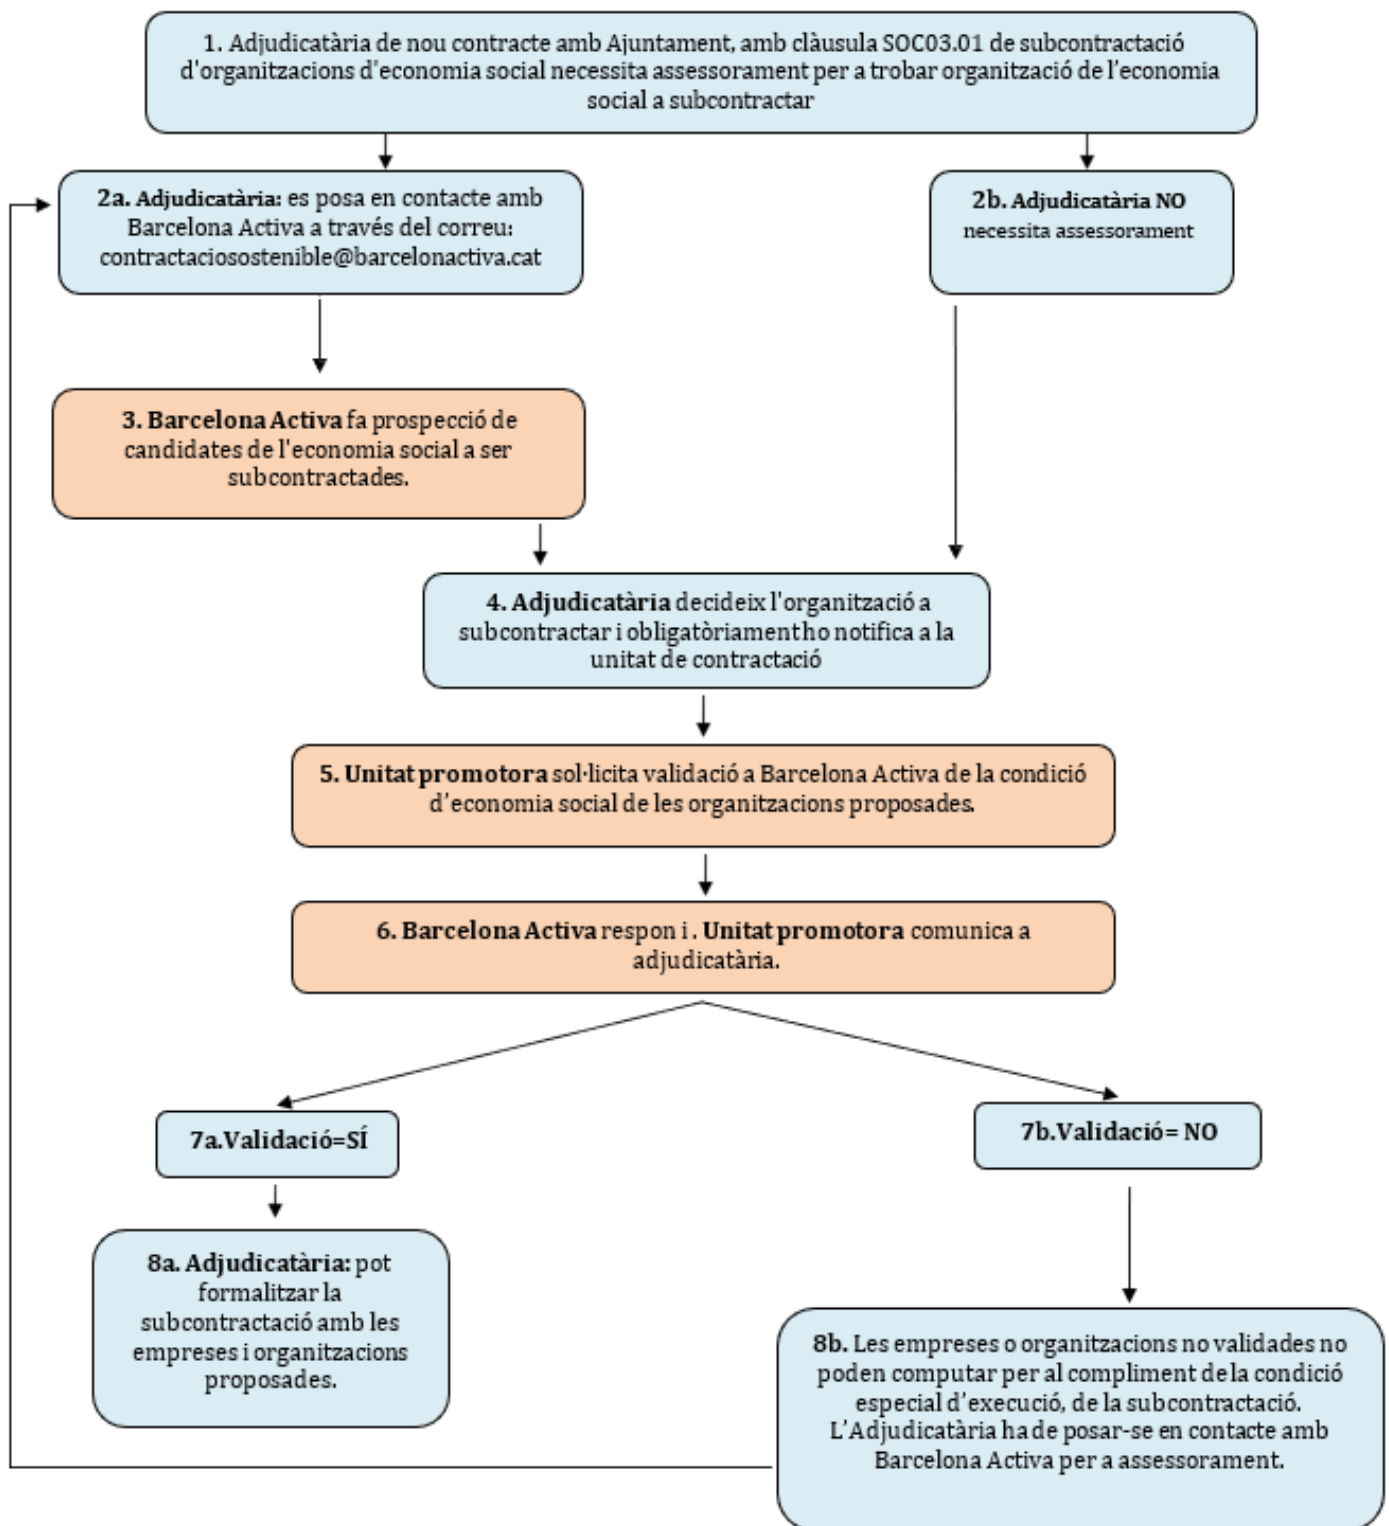 1. Adjudicatària de nou contracte amb Ajuntament, amb clàusula SOC03.01 de subcontractació
d'organitzacions d'economia social necessita assessorament per a trobar organització de l'economia
social a subcontractar
2a. Adjudicatària: es posa en contacte amb
Barcelona Activa a través del correu:
contractaciosostenible@barcelonactiva.cat
2b. Adjudicatària NO
necessita assessorament
3. Barcelona Activa fa prospecció de
candidates de l'economia social a ser
subcontractades.
4. Adjudicatària decideix l'organització a
subcontractar i obligatòriament ho notifica a la
unitat de contractació
5. Unitat promotora sol·licita validació a Barcelona Activa de la condició
d'economia social de les organitzacions proposades.
6. Barcelona Activa respon i . Unitat promotora comunica a
adjudicatària.
7a.Validació=SÍ
7b.Validació= NO
8a. Adjudicatària: pot
formalitzar la
subcontractació amb les
empreses i organitzacions
proposades.
8b. Les empreses o organitzacions no validades no
poden computar per al compliment de la condició
especial d'execució, de la subcontractació.
L'Adjudicatària ha de posar-se en contacte amb
Barcelona Activa per a assessorament.